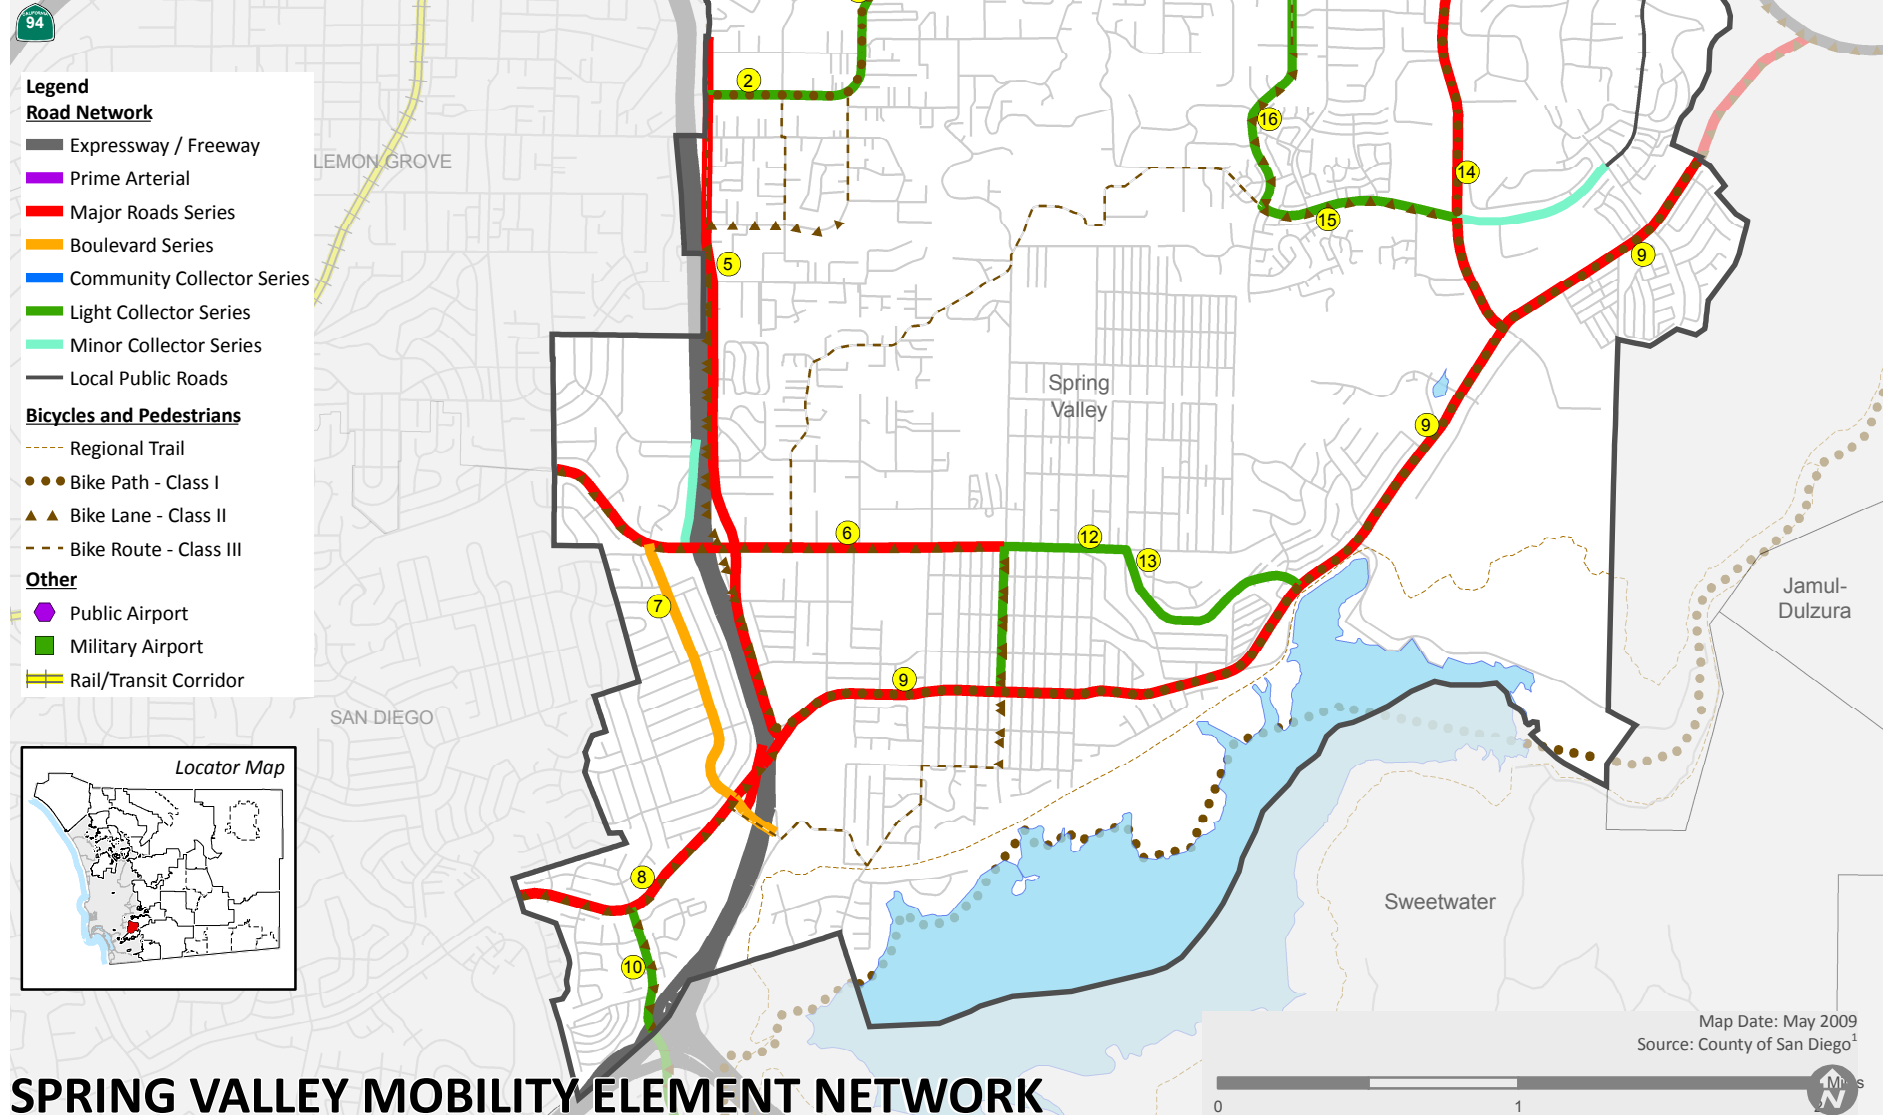 CALIFORNIA
94
Legend
Road Network
Expressway / Freeway
Prime Arterial
Major Roads Series
Boulevard Series
Community Collector Series
Light Collector Series
Minor Collector Series
Local Public Roads
Bicycles and Pedestrians
Regional Trail
Bike Path - Class I
Bike Lane - Class II
Bike Route - Class III
Other
Public Airport
Military Airport
Rail/Transit Corridor
LEMON GROVE
SAN DIEGO
2
16
14
15
5
9
Spring
Valley
9
6
12
13
7
Jamul-
Dulzura
9
8
10
Sweetwater
Locator Map
Map Date: May 2009
Source: County of San Diego1
Miles
N
0
1
2
SPRING VALLEY MOBILITY ELEMENT NETWORK